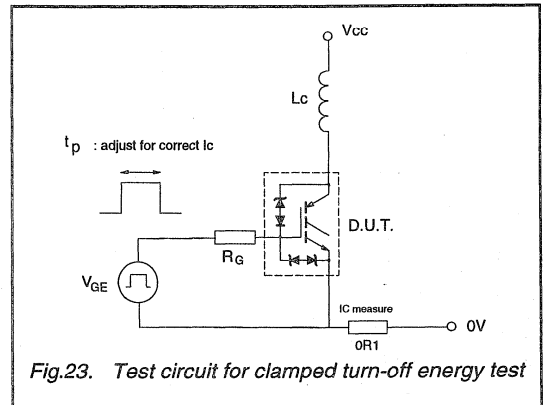 Vcc
Lc
tp : adjust for correct Ic
D.U.T.
RG
VGE
IC measure
0V
0R1
Fig.23. Test circuit for clamped turn-off energy test